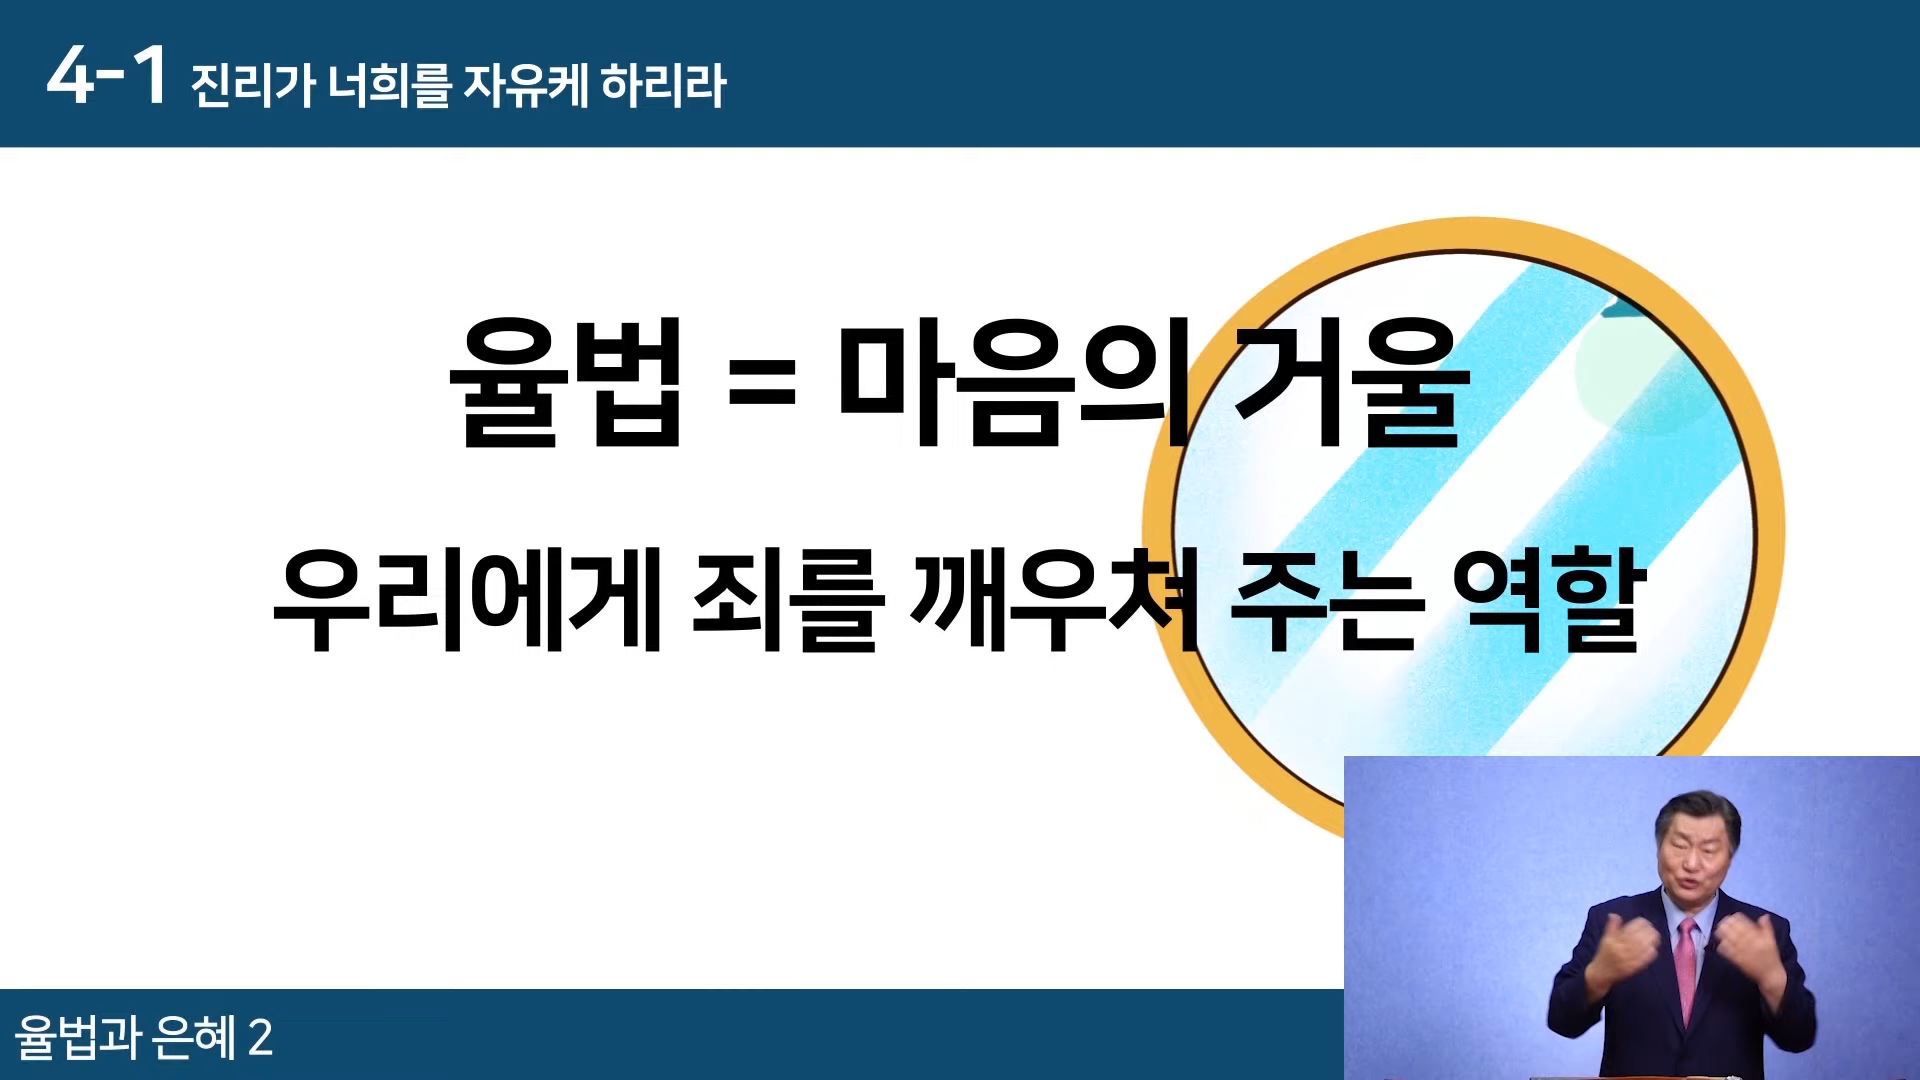 4-1 진리가 너희를 자유케 하리라
율법 = 마음의 거울
우리에게 죄를 깨우쳐 주는 역할
율법과 은혜 2